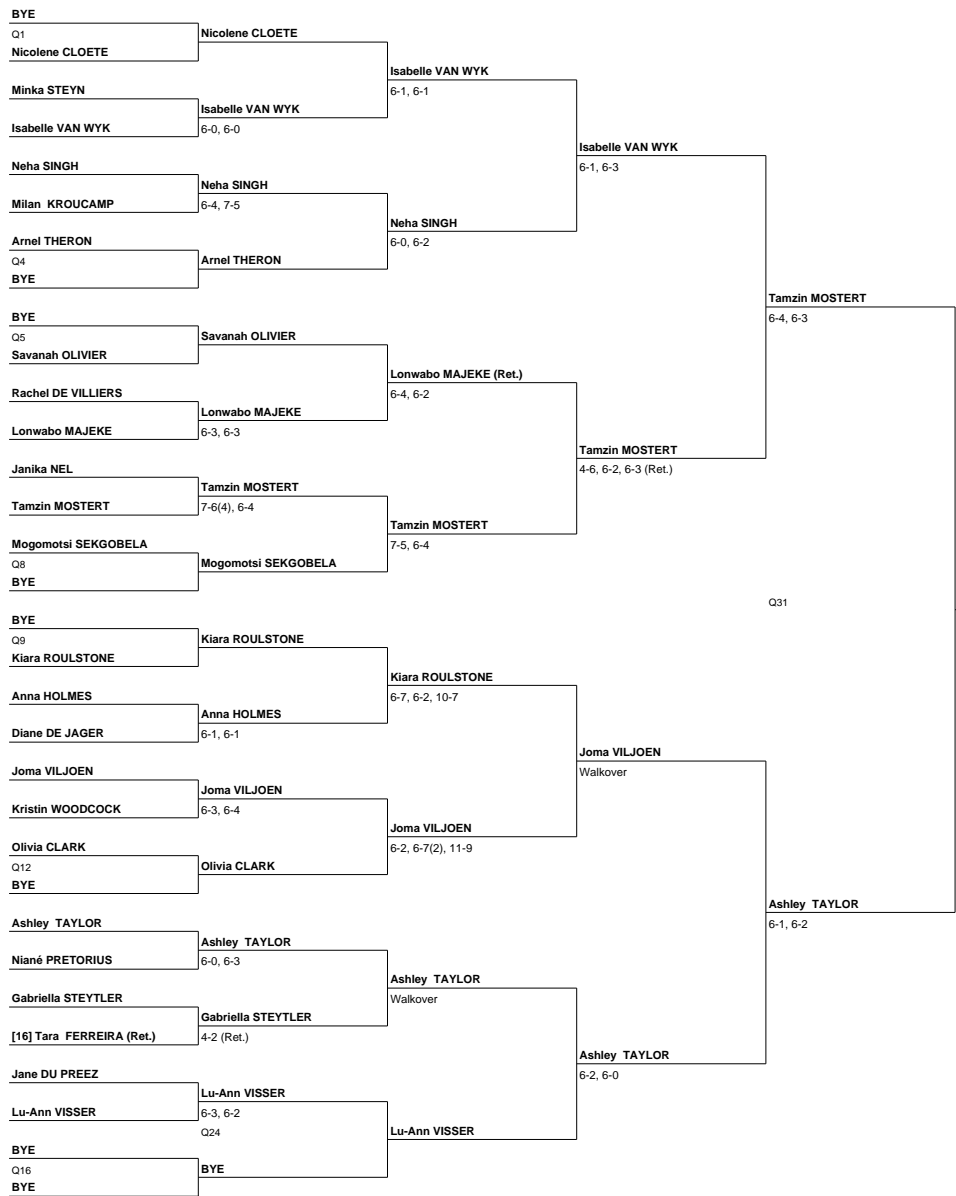 BYE
Q1
Nicolene CLOETE
Nicolene CLOETE
Isabelle VAN WYK
6-1, 6-1
Minka STEYN
Isabelle VAN WYK
Isabelle VAN WYK
6-0, 6-0
Isabelle VAN WYK
6-1, 6-3
Neha SINGH
Milan KROUCAMP
Neha SINGH
6-4, 7-5
Neha SINGH
6-0, 6-2
Arnel THERON
Q4
BYE
Arnel THERON
Tamzin MOSTERT
6-4, 6-3
BYE
Q5
Savanah OLIVIER
Savanah OLIVIER
Lonwabo MAJEKE (Ret.)
6-4, 6-2
Rachel DE VILLIERS
Lonwabo MAJEKE
Lonwabo MAJEKE
6-3, 6-3
Tamzin MOSTERT
4-6, 6-2, 6-3 (Ret.)
Janika NEL
Tamzin MOSTERT
Tamzin MOSTERT
7-6(4), 6-4
Tamzin MOSTERT
7-5, 6-4
Mogomotsi SEKGOBELA
Q8
BYE
Mogomotsi SEKGOBELA
Q31
BYE
Q9
Kiara ROULSTONE
Kiara ROULSTONE
Kiara ROULSTONE
6-7, 6-2, 10-7
Anna HOLMES
Diane DE JAGER
Anna HOLMES
6-1, 6-1
Joma VILJOEN
Walkover
Joma VILJOEN
Kristin WOODCOCK
Joma VILJOEN
6-3, 6-4
Joma VILJOEN
6-2, 6-7(2), 11-9
Olivia CLARK
Q12
BYE
Olivia CLARK
Ashley TAYLOR
6-1, 6-2
Ashley TAYLOR
Niané PRETORIUS
Ashley TAYLOR
6-0, 6-3
Ashley TAYLOR
Walkover
Gabriella STEYTLER
[16] Tara FERREIRA (Ret.)
Gabriella STEYTLER
4-2 (Ret.)
Ashley TAYLOR
6-2, 6-0
Jane DU PREEZ
Lu-Ann VISSER
Lu-Ann VISSER
6-3, 6-2
Q24
Lu-Ann VISSER
BYE
Q16
BYE
BYE